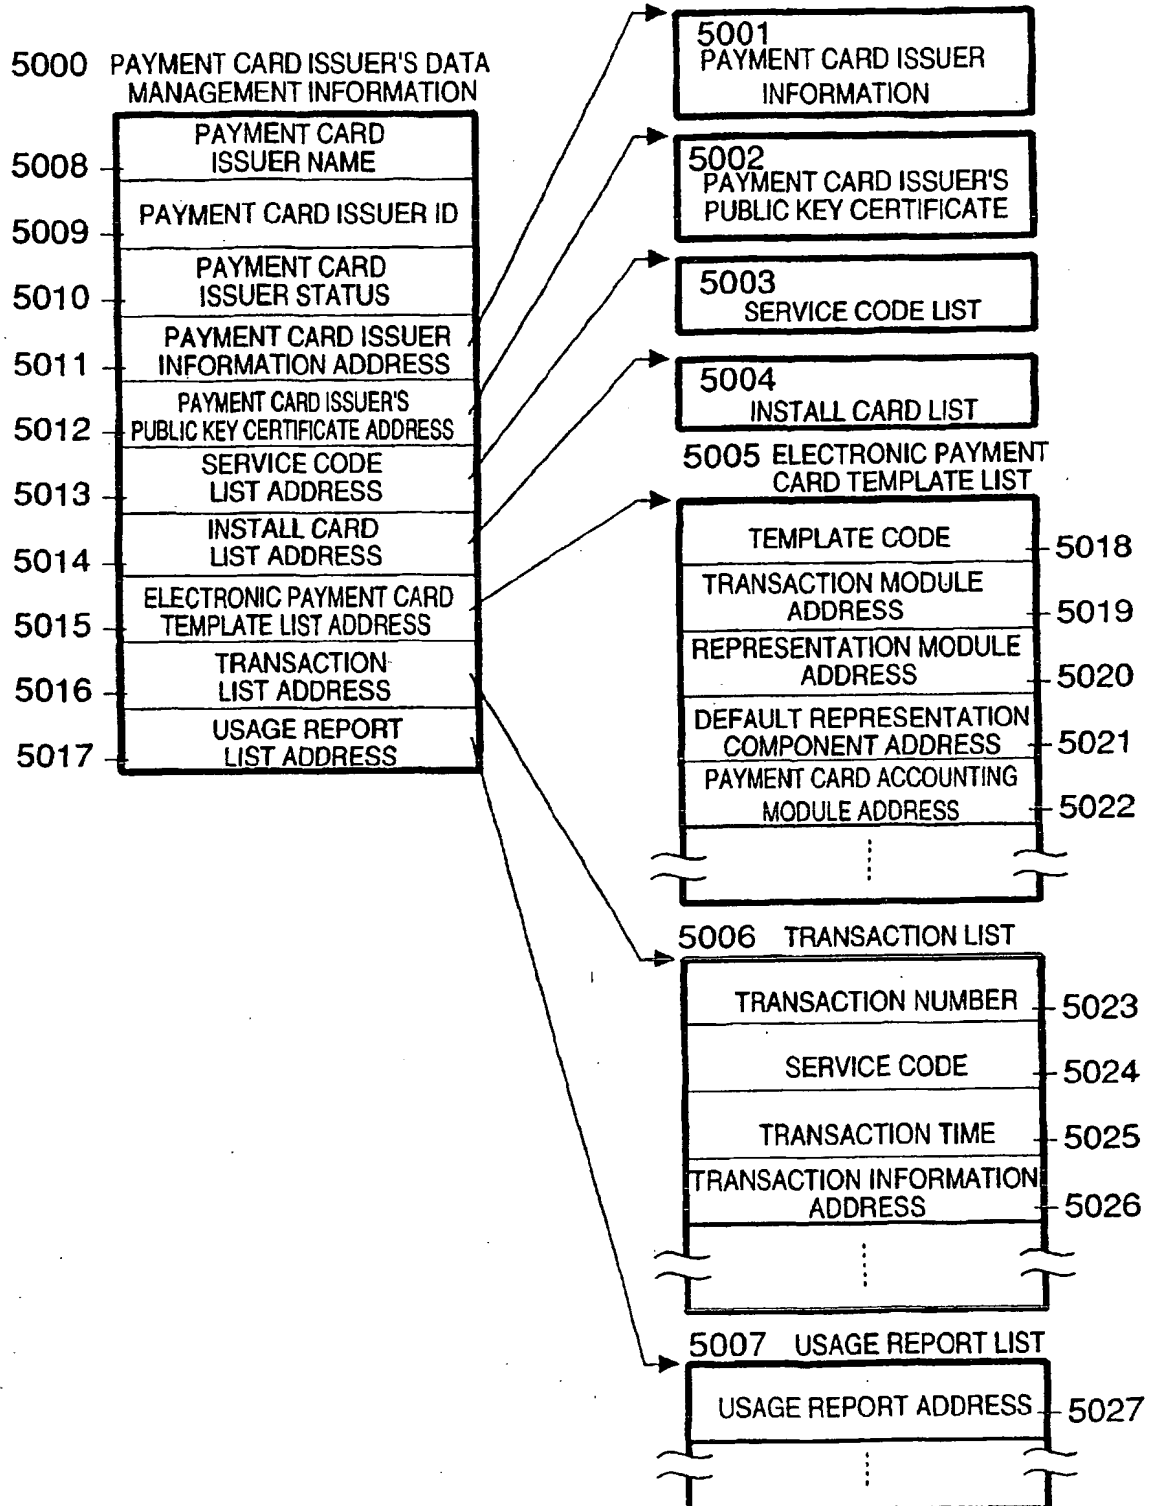 5000 PAYMENT CARD ISSUER'S DATA
MANAGEMENT INFORMATION
PAYMENT CARD
ISSUER NAME
5008
PAYMENT CARD ISSUER ID
5009
PAYMENT CARD
ISSUER STATUS
5010
PAYMENT CARD ISSUER
INFORMATION ADDRESS
5011
PAYMENT CARD ISSUER'S
PUBLIC KEY CERTIFICATE ADDRESS
5012
SERVICE CODE
LIST ADDRESS
5013
INSTALL CARD
LIST ADDRESS
5014
ELECTRONIC PAYMENT CARD
TEMPLATE LIST ADDRESS
5015
TRANSACTION
LIST ADDRESS
5016
USAGE REPORT
LIST ADDRESS
5017
5001
PAYMENT CARD ISSUER
INFORMATION
5002
PAYMENT CARD ISSUER'S
PUBLIC KEY CERTIFICATE
5003
SERVICE CODE LIST
5004
INSTALL CARD LIST
5005 ELECTRONIC PAYMENT
CARD TEMPLATE LIST
TEMPLATE CODE
5018
TRANSACTION MODULE
ADDRESS
5019
REPRESENTATION MODULE
ADDRESS
5020
DEFAULT REPRESENTATION
COMPONENT ADDRESS
5021
PAYMENT CARD ACCOUNTING
MODULE ADDRESS
5022
5006 TRANSACTION LIST
TRANSACTION NUMBER
5023
SERVICE CODE
5024
TRANSACTION TIME
5025
TRANSACTION INFORMATION
ADDRESS
5026
5007 USAGE REPORT LIST
USAGE REPORT ADDRESS
5027